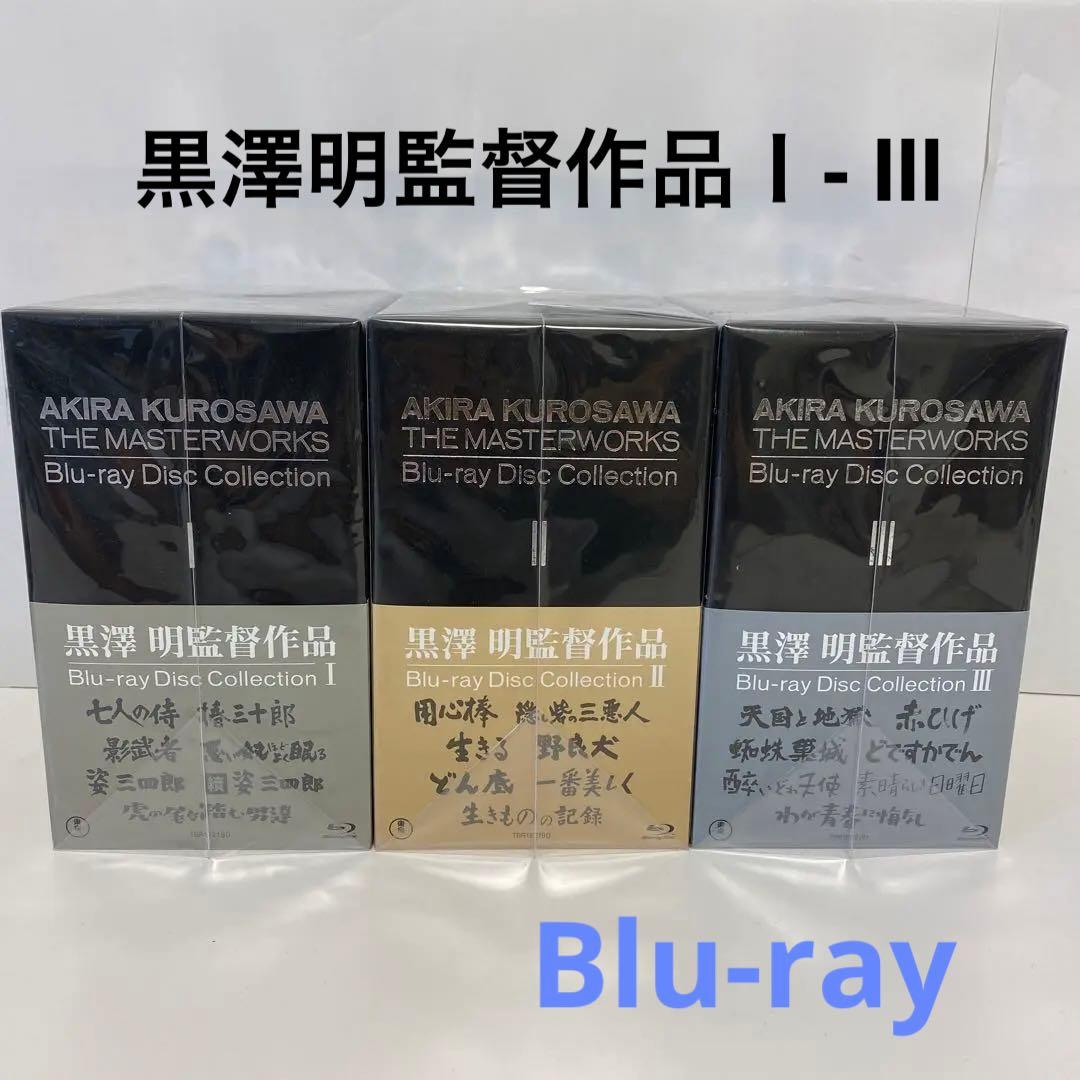 黒澤明監督作品 I - III
AKIRA KUROSAWA
THE MASTERWORKS
Blu-ray Disc Collection
I
黒澤 明監督作品
Blu-ray Disc Collection I
七人の侍 椿三十郎
影武者 悪い奴ほどよく眠る
姿三四郎 續姿三四郎
虎の尾を踏む男達
AKIRA KUROSAWA
THE MASTERWORKS
Blu-ray Disc Collection
II
黒澤 明監督作品
Blu-ray Disc Collection II
用心棒 隠し砦の三悪人
生きる 野良犬
どん底 一番美しく
生きものの記録
AKIRA KUROSAWA
THE MASTERWORKS
Blu-ray Disc Collection
III
黒澤 明監督作品
Blu-ray Disc Collection III
天国と地獄 赤ひげ
蜘蛛巣城 どですかでん
酔いどれ天使 素晴らしい日曜日
わが青春に悔なし
Blu-ray